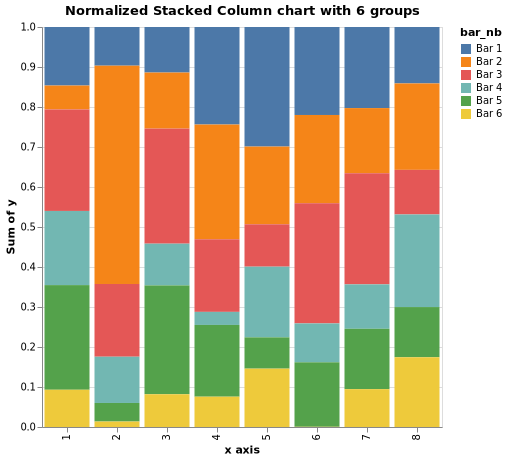 Normalized Stacked Column chart with 6 groups
bar_nb
Bar 1
Bar 2
Bar 3
Bar 4
Bar 5
Bar 6
Sum of y
1.0
0.9
0.8
0.7
0.6
0.5
0.4
0.3
0.2
0.1
0.0
1 2 3 4 5 6 7 8
x axis